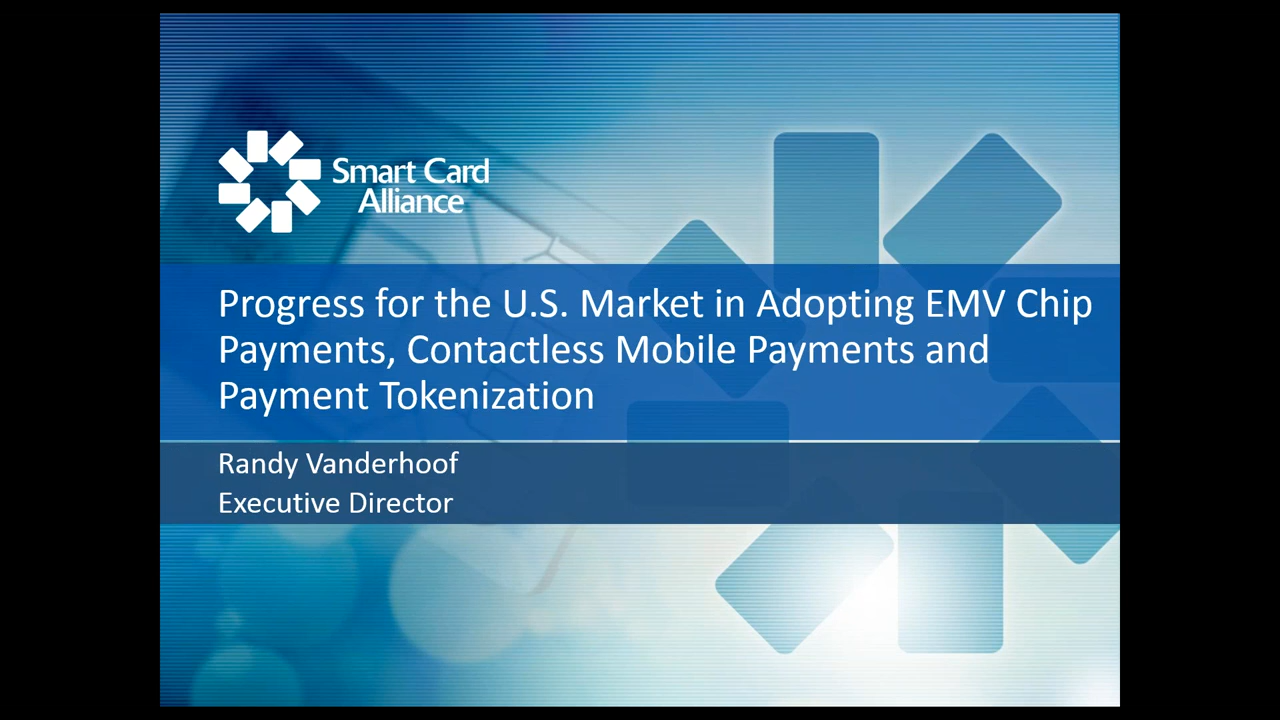 Smart Card
Alliance
Progress for the U.S. Market in Adopting EMV Chip
Payments, Contactless Mobile Payments and
Payment Tokenization
Randy Vanderhoof
Executive Director